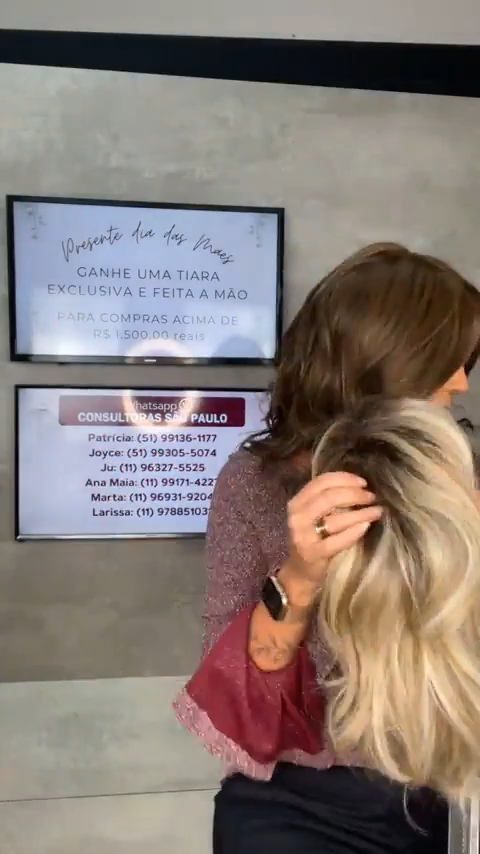 Presente dia das Mães
GANHE UMA TIARA
EXCLUSIVA E FEITA A MÃO
PARA COMPRAS ACIMA DE
R$ 1.500,00 reais
Whatsapp
CONSULTORAS SÃO PAULO
Patrícia: (51) 99136-1177
Joyce: (51) 99305-5074
Ju: (11) 96327-5525
Ana Maia: (11) 99171-422
Marta: (11) 96931-9204
Larissa: (11) 97885103